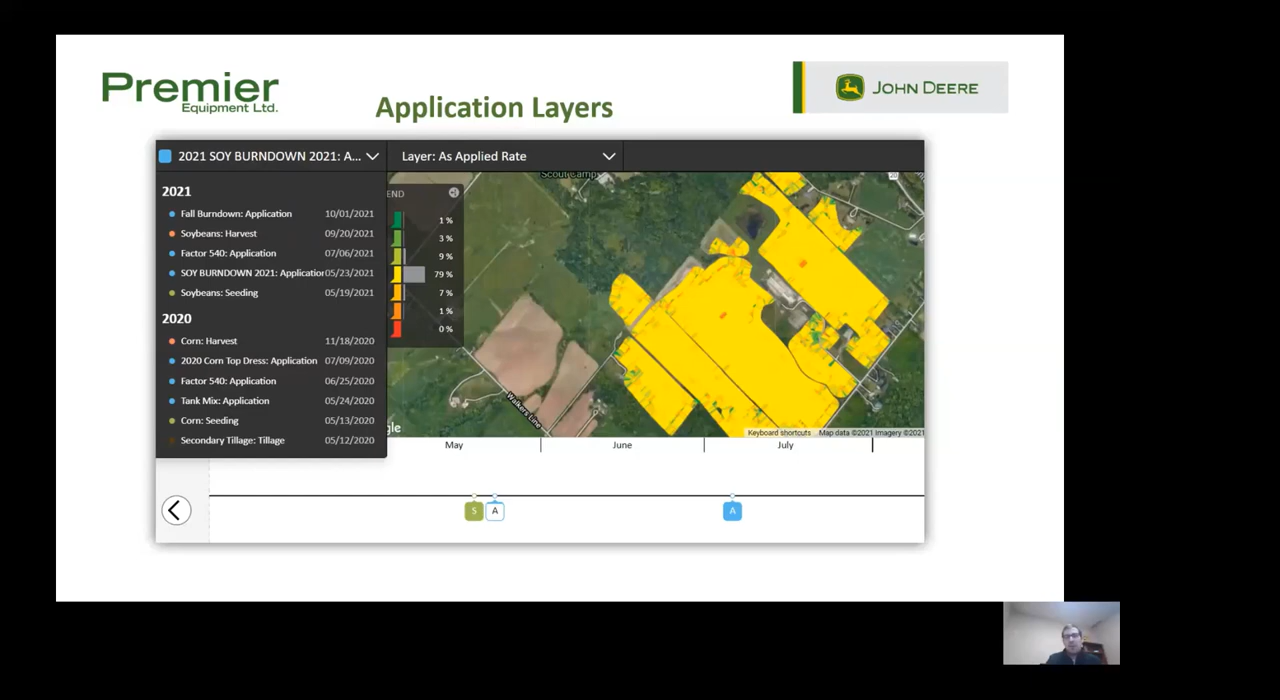 Premier
Equipment Ltd.
Application Layers
JOHN DEERE
2021 SOY BURNDOWN 2021: A...
Layer: As Applied Rate
2021
Fall Burndown: Application 10/01/2021
Soybeans: Harvest 09/20/2021
Factor 540: Application 07/06/2021
SOY BURNDOWN 2021: Application 05/23/2021
Soybeans: Seeding 05/19/2021
2020
Corn: Harvest 11/18/2020
2020 Corn Top Dress: Application 07/09/2020
Factor 540: Application 06/25/2020
Tank Mix: Application 05/24/2020
Corn: Seeding 05/13/2020
Secondary Tillage: Tillage 05/12/2020
END
1 %
3 %
9 %
79 %
7 %
1 %
0 %
Scout Camps
Walkers Line
gle
Keyboard shortcuts Map data ©2021 Imagery ©2021
May
June
July
S
A
A